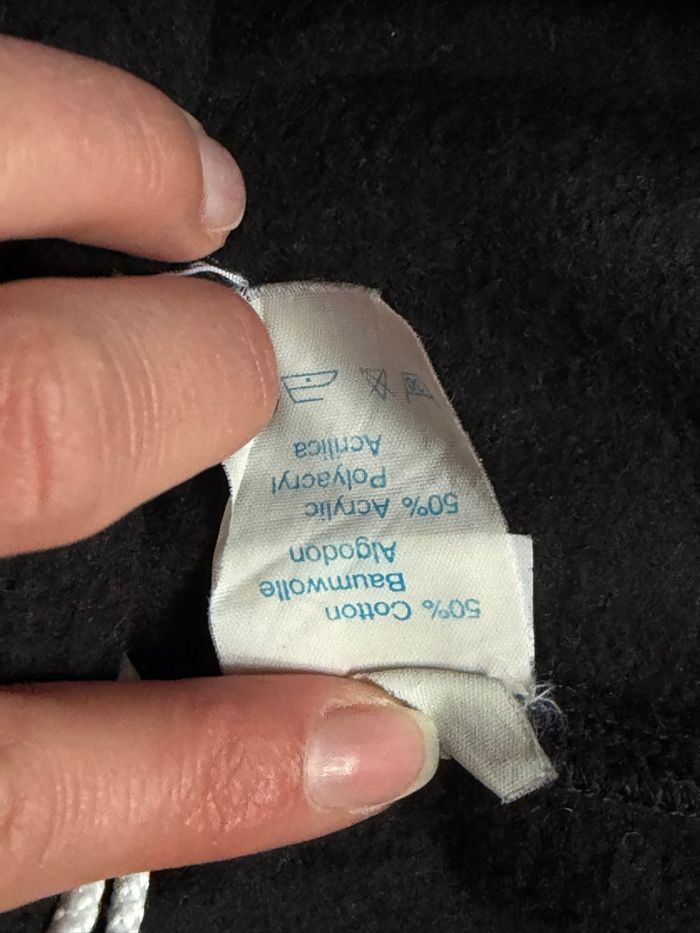 50% Cotton
Baumwolle
Algodon
50% Acrylic
Polyacryl
Acrilica